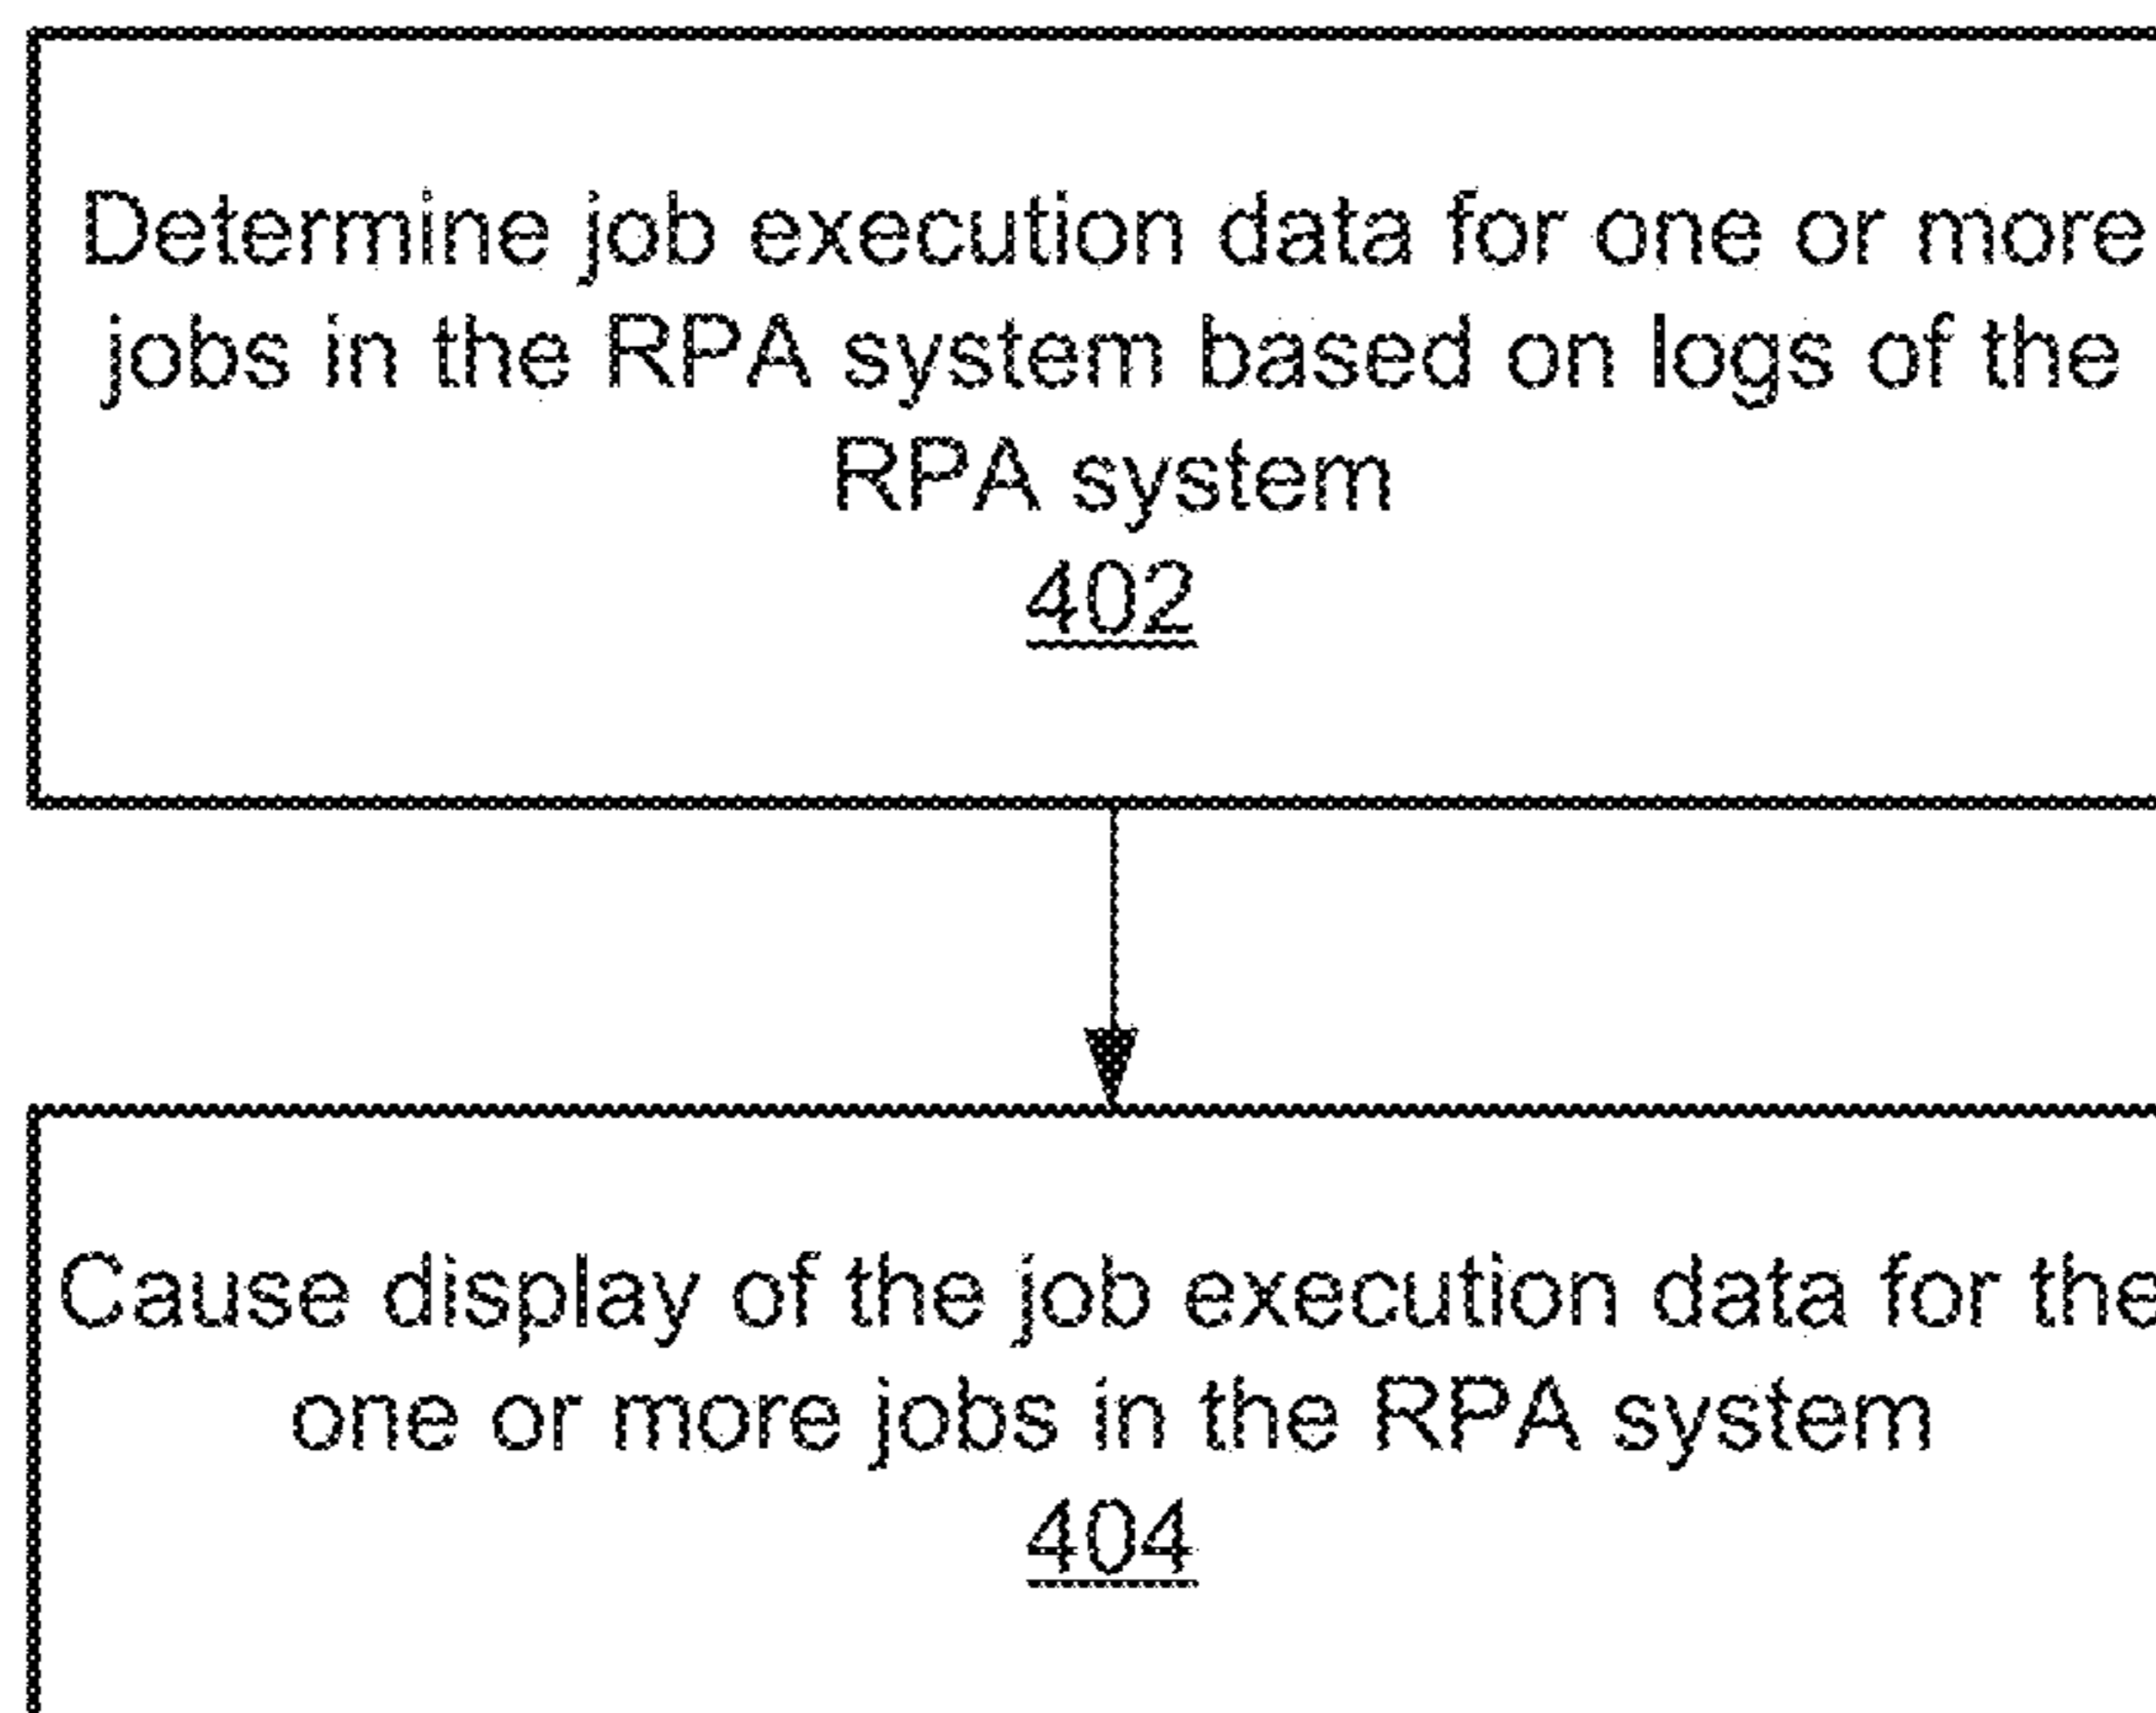 Determine job execution data for one or more
jobs in the RPA system based on logs of the
RPA system
402
Cause display of the job execution data for the
one or more jobs in the RPA system
404